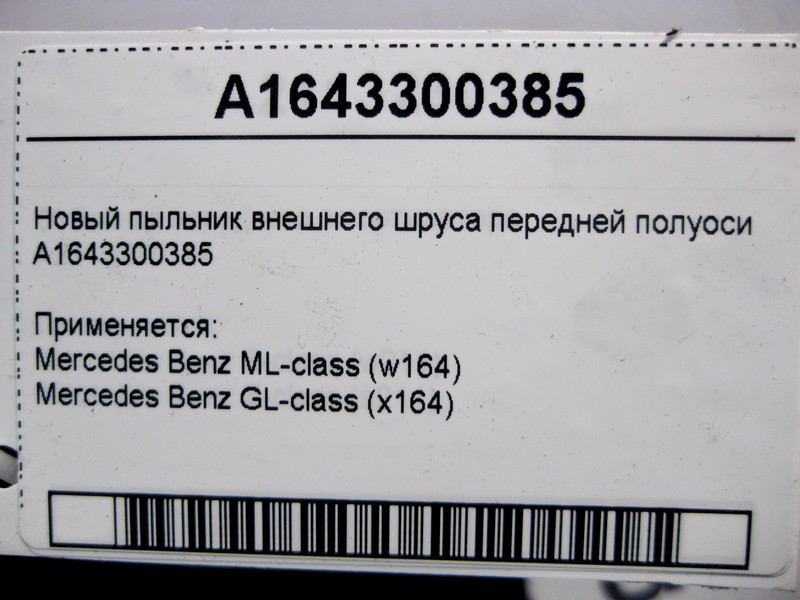 A1643300385
Новый пыльник внешнего шруса передней полуоси
A1643300385
Применяется:
Mercedes Benz ML-class (w164)
Mercedes Benz GL-class (x164)